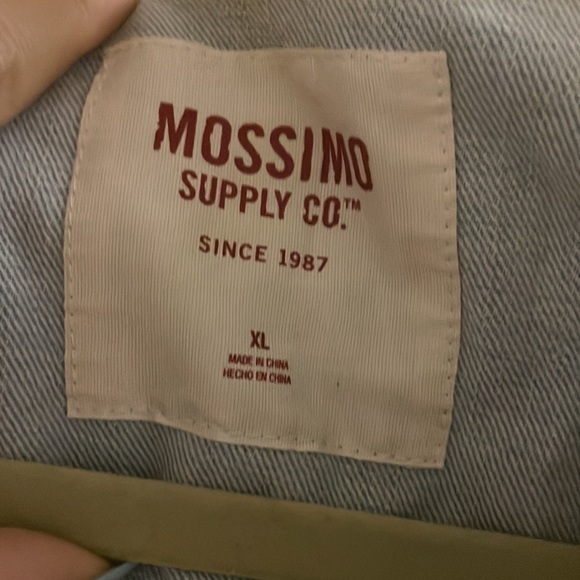 MOSSIMO
SUPPLY CO.™
SINCE 1987
XL
MADE IN CHINA
HECHO EN CHINA